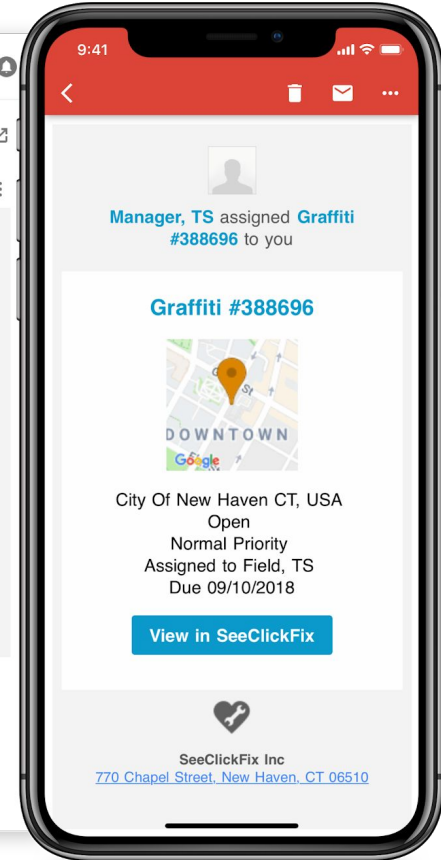 9:41
Manager, TS assigned Graffiti
#388696 to you
Graffiti #388696
St
DOWNTOWN
Google
City Of New Haven CT, USA
Open
Normal Priority
Assigned to Field, TS
Due 09/10/2018
View in SeeClickFix
SeeClickFix Inc
770 Chapel Street, New Haven, CT 06510